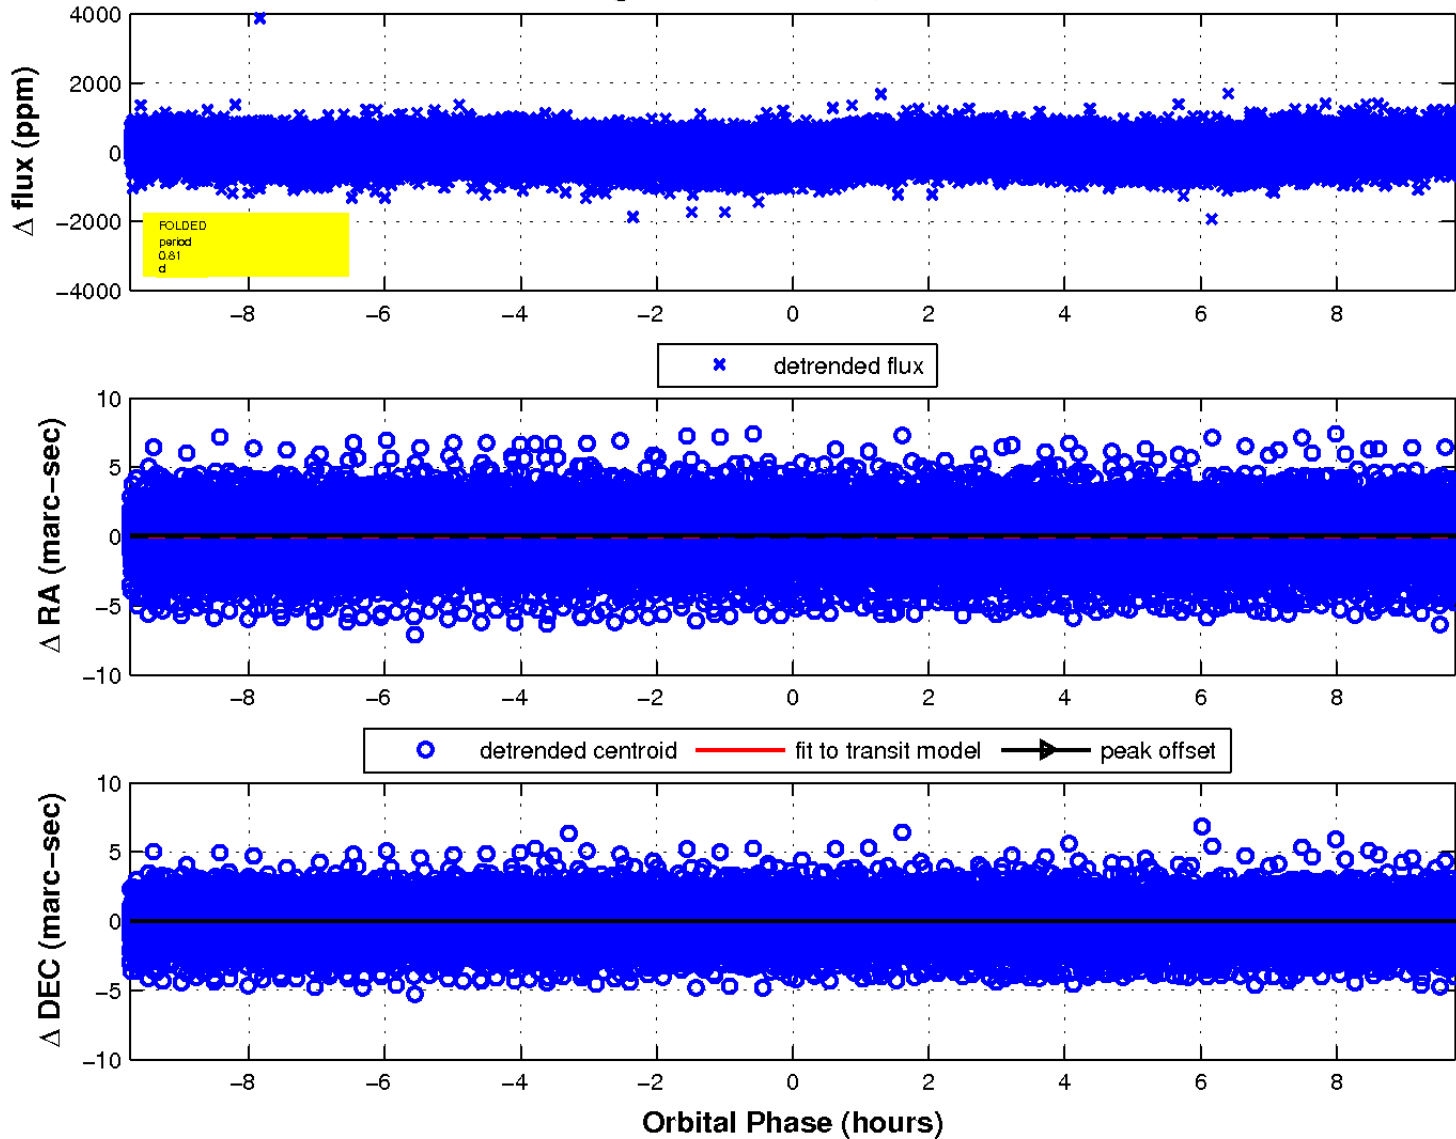 4000
2000
0
−2000
−4000
Δ flux (ppm)
FOLDED
period
0.81
d
−8 −6 −4 −2 0 2 4 6 8
detrended flux
10
5
0
−5
−10
Δ RA (marc−sec)
−8 −6 −4 −2 0 2 4 6 8
detrended centroid fit to transit model peak offset
10
5
0
−5
−10
Δ DEC (marc−sec)
−8 −6 −4 −2 0 2 4 6 8
Orbital Phase (hours)